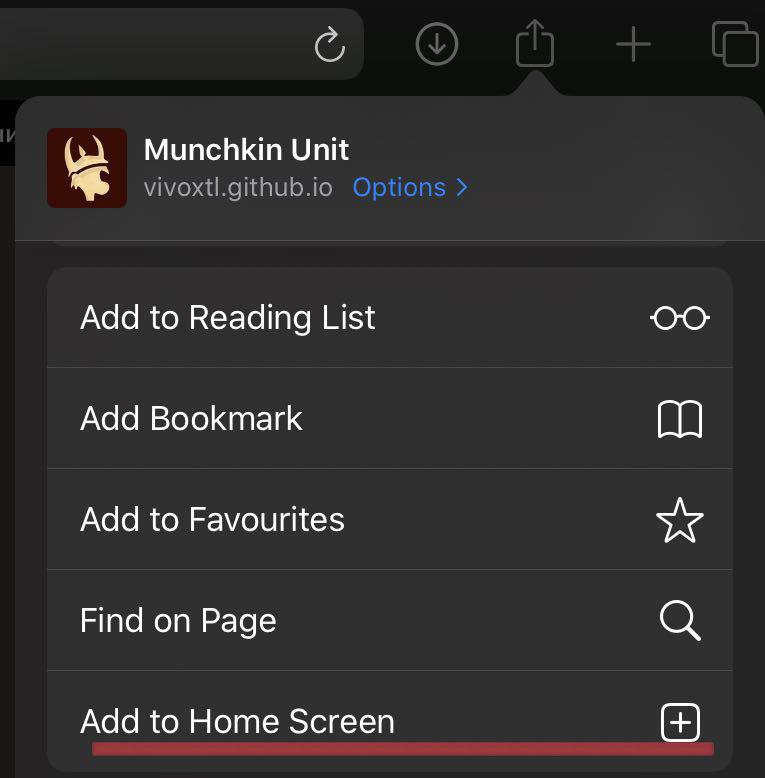 Munchkin Unit
vivoxtl.github.io Options >
Add to Reading List
Add Bookmark
Add to Favourites
Find on Page
Add to Home Screen